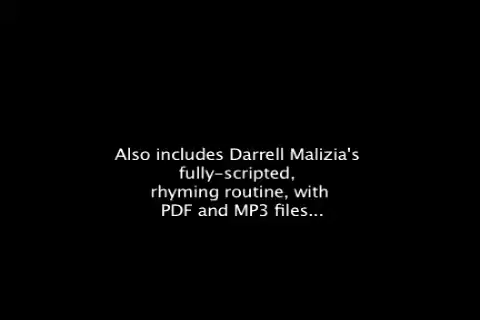 Also includes Darrell Malizia's
fully-scripted,
rhyming routine, with
PDF and MP3 files...